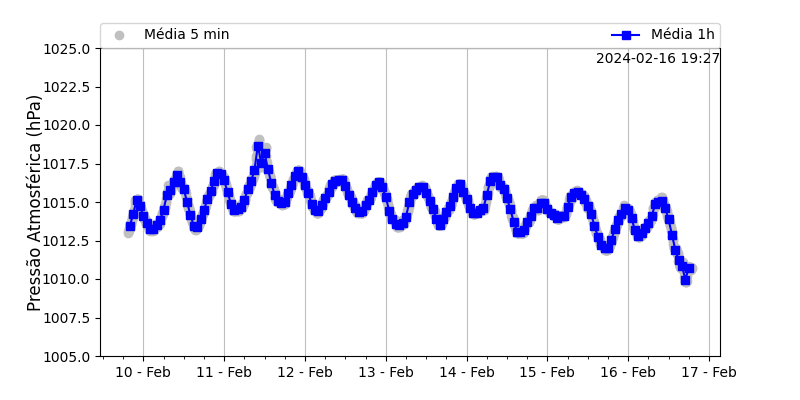 Média 5 min
Média 1h
2024-02-16 19:27
Pressão Atmosférica (hPa)
1025.0
1022.5
1020.0
1017.5
1015.0
1012.5
1010.0
1007.5
1005.0
10 - Feb
11 - Feb
12 - Feb
13 - Feb
14 - Feb
15 - Feb
16 - Feb
17 - Feb